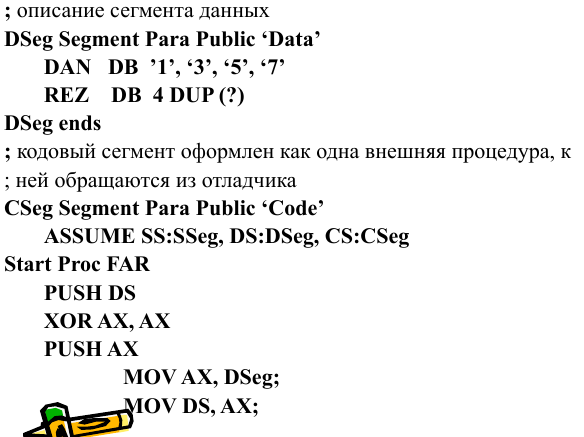 ; описание сегмента данных
DSeg Segment Para Public ‘Data’
DAN DB ’1’, ‘3’, ‘5’, ‘7’
REZ DB 4 DUP (?)
DSeg ends
; кодовый сегмент оформлен как одна внешняя процедура, к
; ней обращаются из отладчика
CSeg Segment Para Public ‘Code’
ASSUME SS:SSeg, DS:DSeg, CS:CSeg
Start Proc FAR
PUSH DS
XOR AX, AX
PUSH AX
MOV AX, DSeg;
MOV DS, AX;